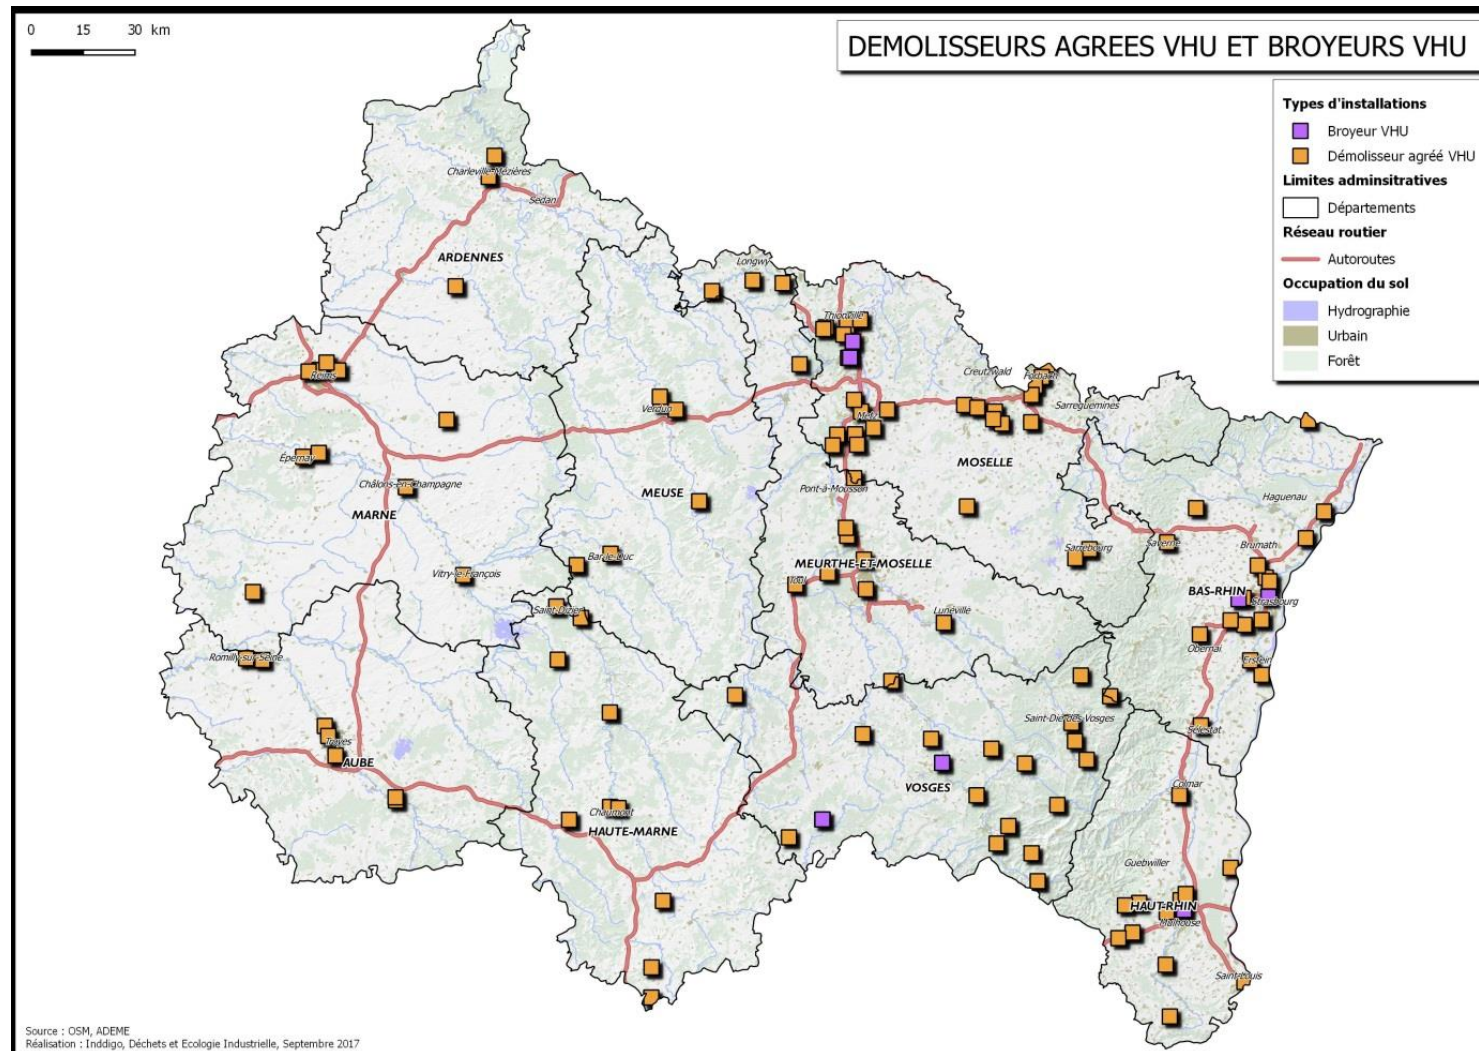 0 15 30 km
DEMOLISSEURS AGREES VHU ET BROYEURS VHU
Types d'installations
Broyeur VHU
Démolisseur agréé VHU
Limites adminsitratives
Départements
Réseau routier
Autoroutes
Occupation du sol
Hydrographie
Urbain
Forêt
Charleville-Mézières
Sedan
ARDENNES
Longwy
Thionville
Creutzwald
Forbach
Sarreguemines
Reims
Verdun
Metz
Epernay
MOSELLE
Châlons-en-Champagne
MEUSE
Pont-à-Mousson
Haguenau
MARNE
Saverne
Brumath
Sarrebourg
Bar-le-Duc
MEURTHE-ET-MOSELLE
Vitry-le-François
Toul
BAS-RHIN
Strasbourg
Saint-Dizier
Lunéville
Obernai
Romilly-sur-Seine
Erstein
Saint-Dié-des-Vosges
Sélestat
Troyes
AUBE
VOSGES
Colmar
Chaumont
HAUTE-MARNE
Guebwiller
HAUT-RHIN
Mulhouse
Saint-Louis
Source : OSM, ADEME
Réalisation : Inddigo, Déchets et Ecologie Industrielle, Septembre 2017